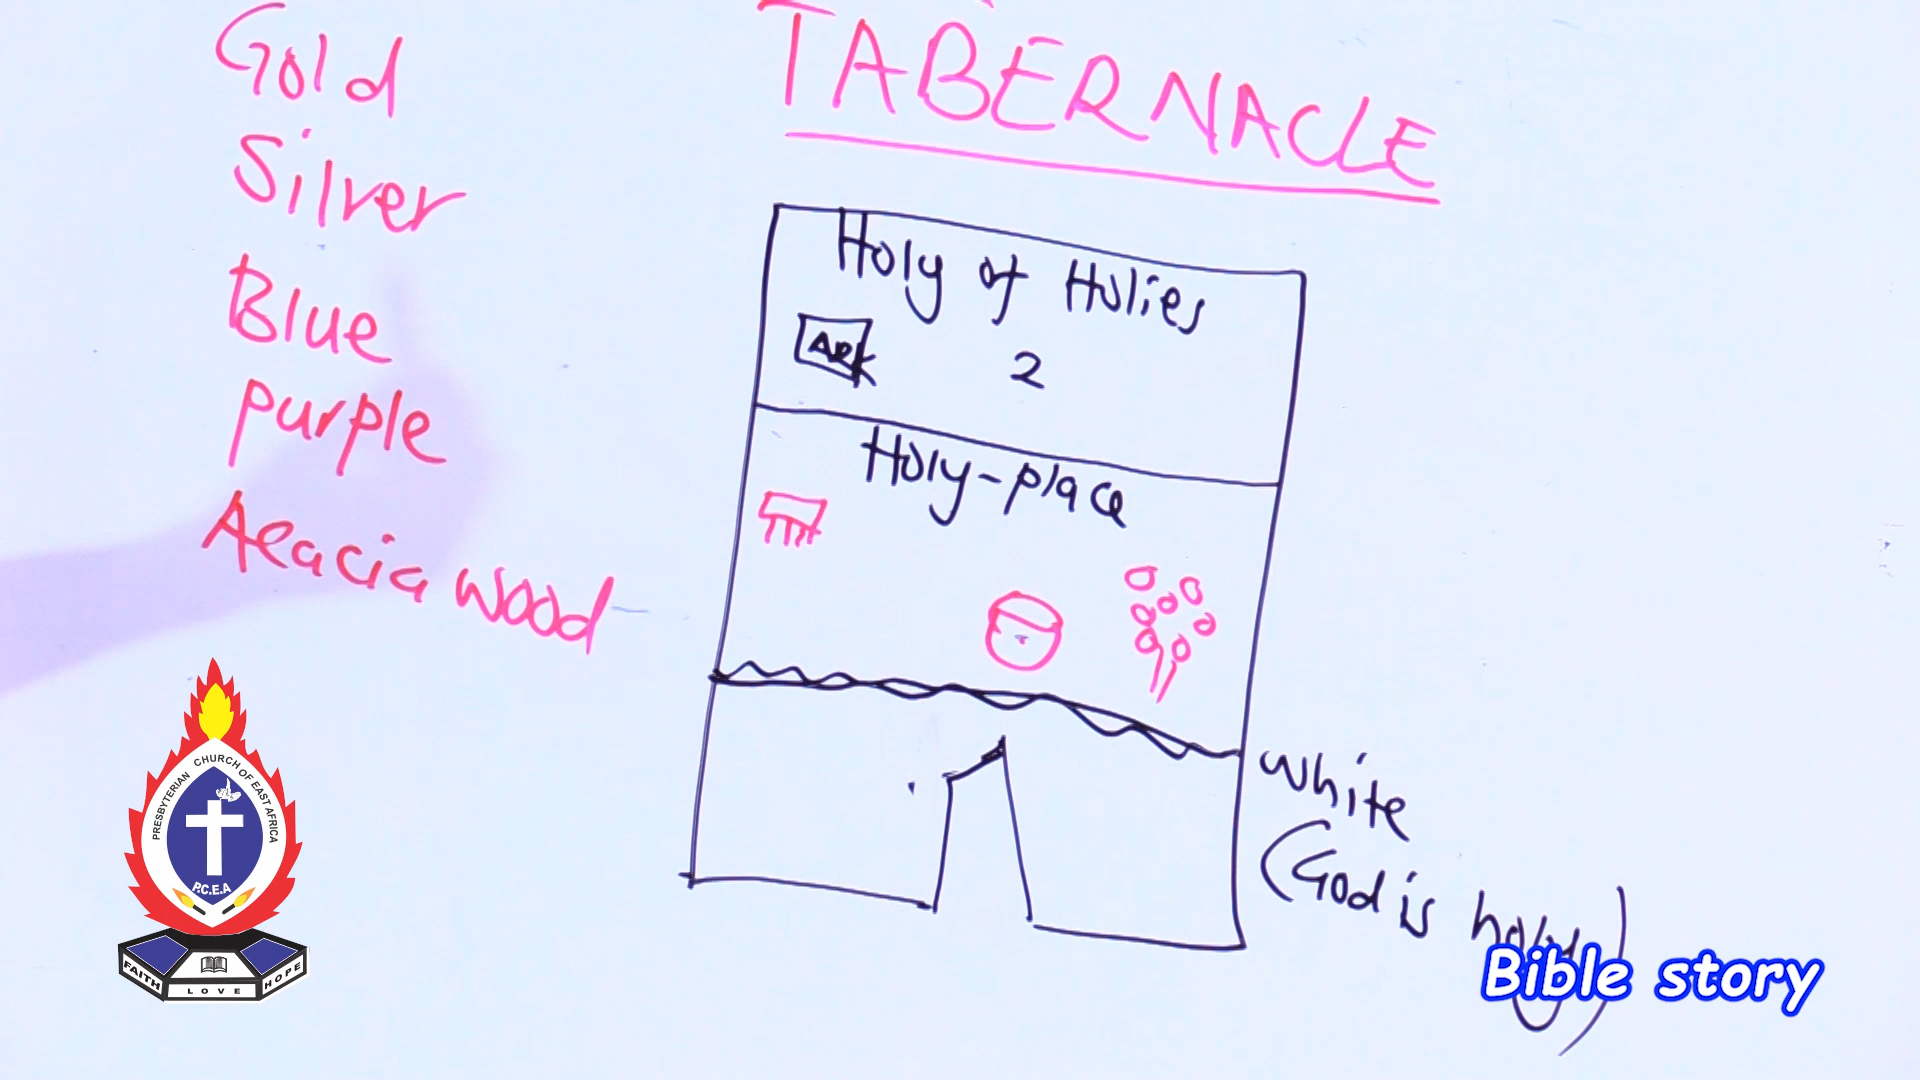 TABERNACLE
Gold
Silver
Blue
purple
Acacia wood
Holy of Holies
ARK
2
Holy-place
white
(God is holy)
PRESBYTERIAN CHURCH OF EAST AFRICA
P.C.E.A
FAITH
LOVE
HOPE
Bible story